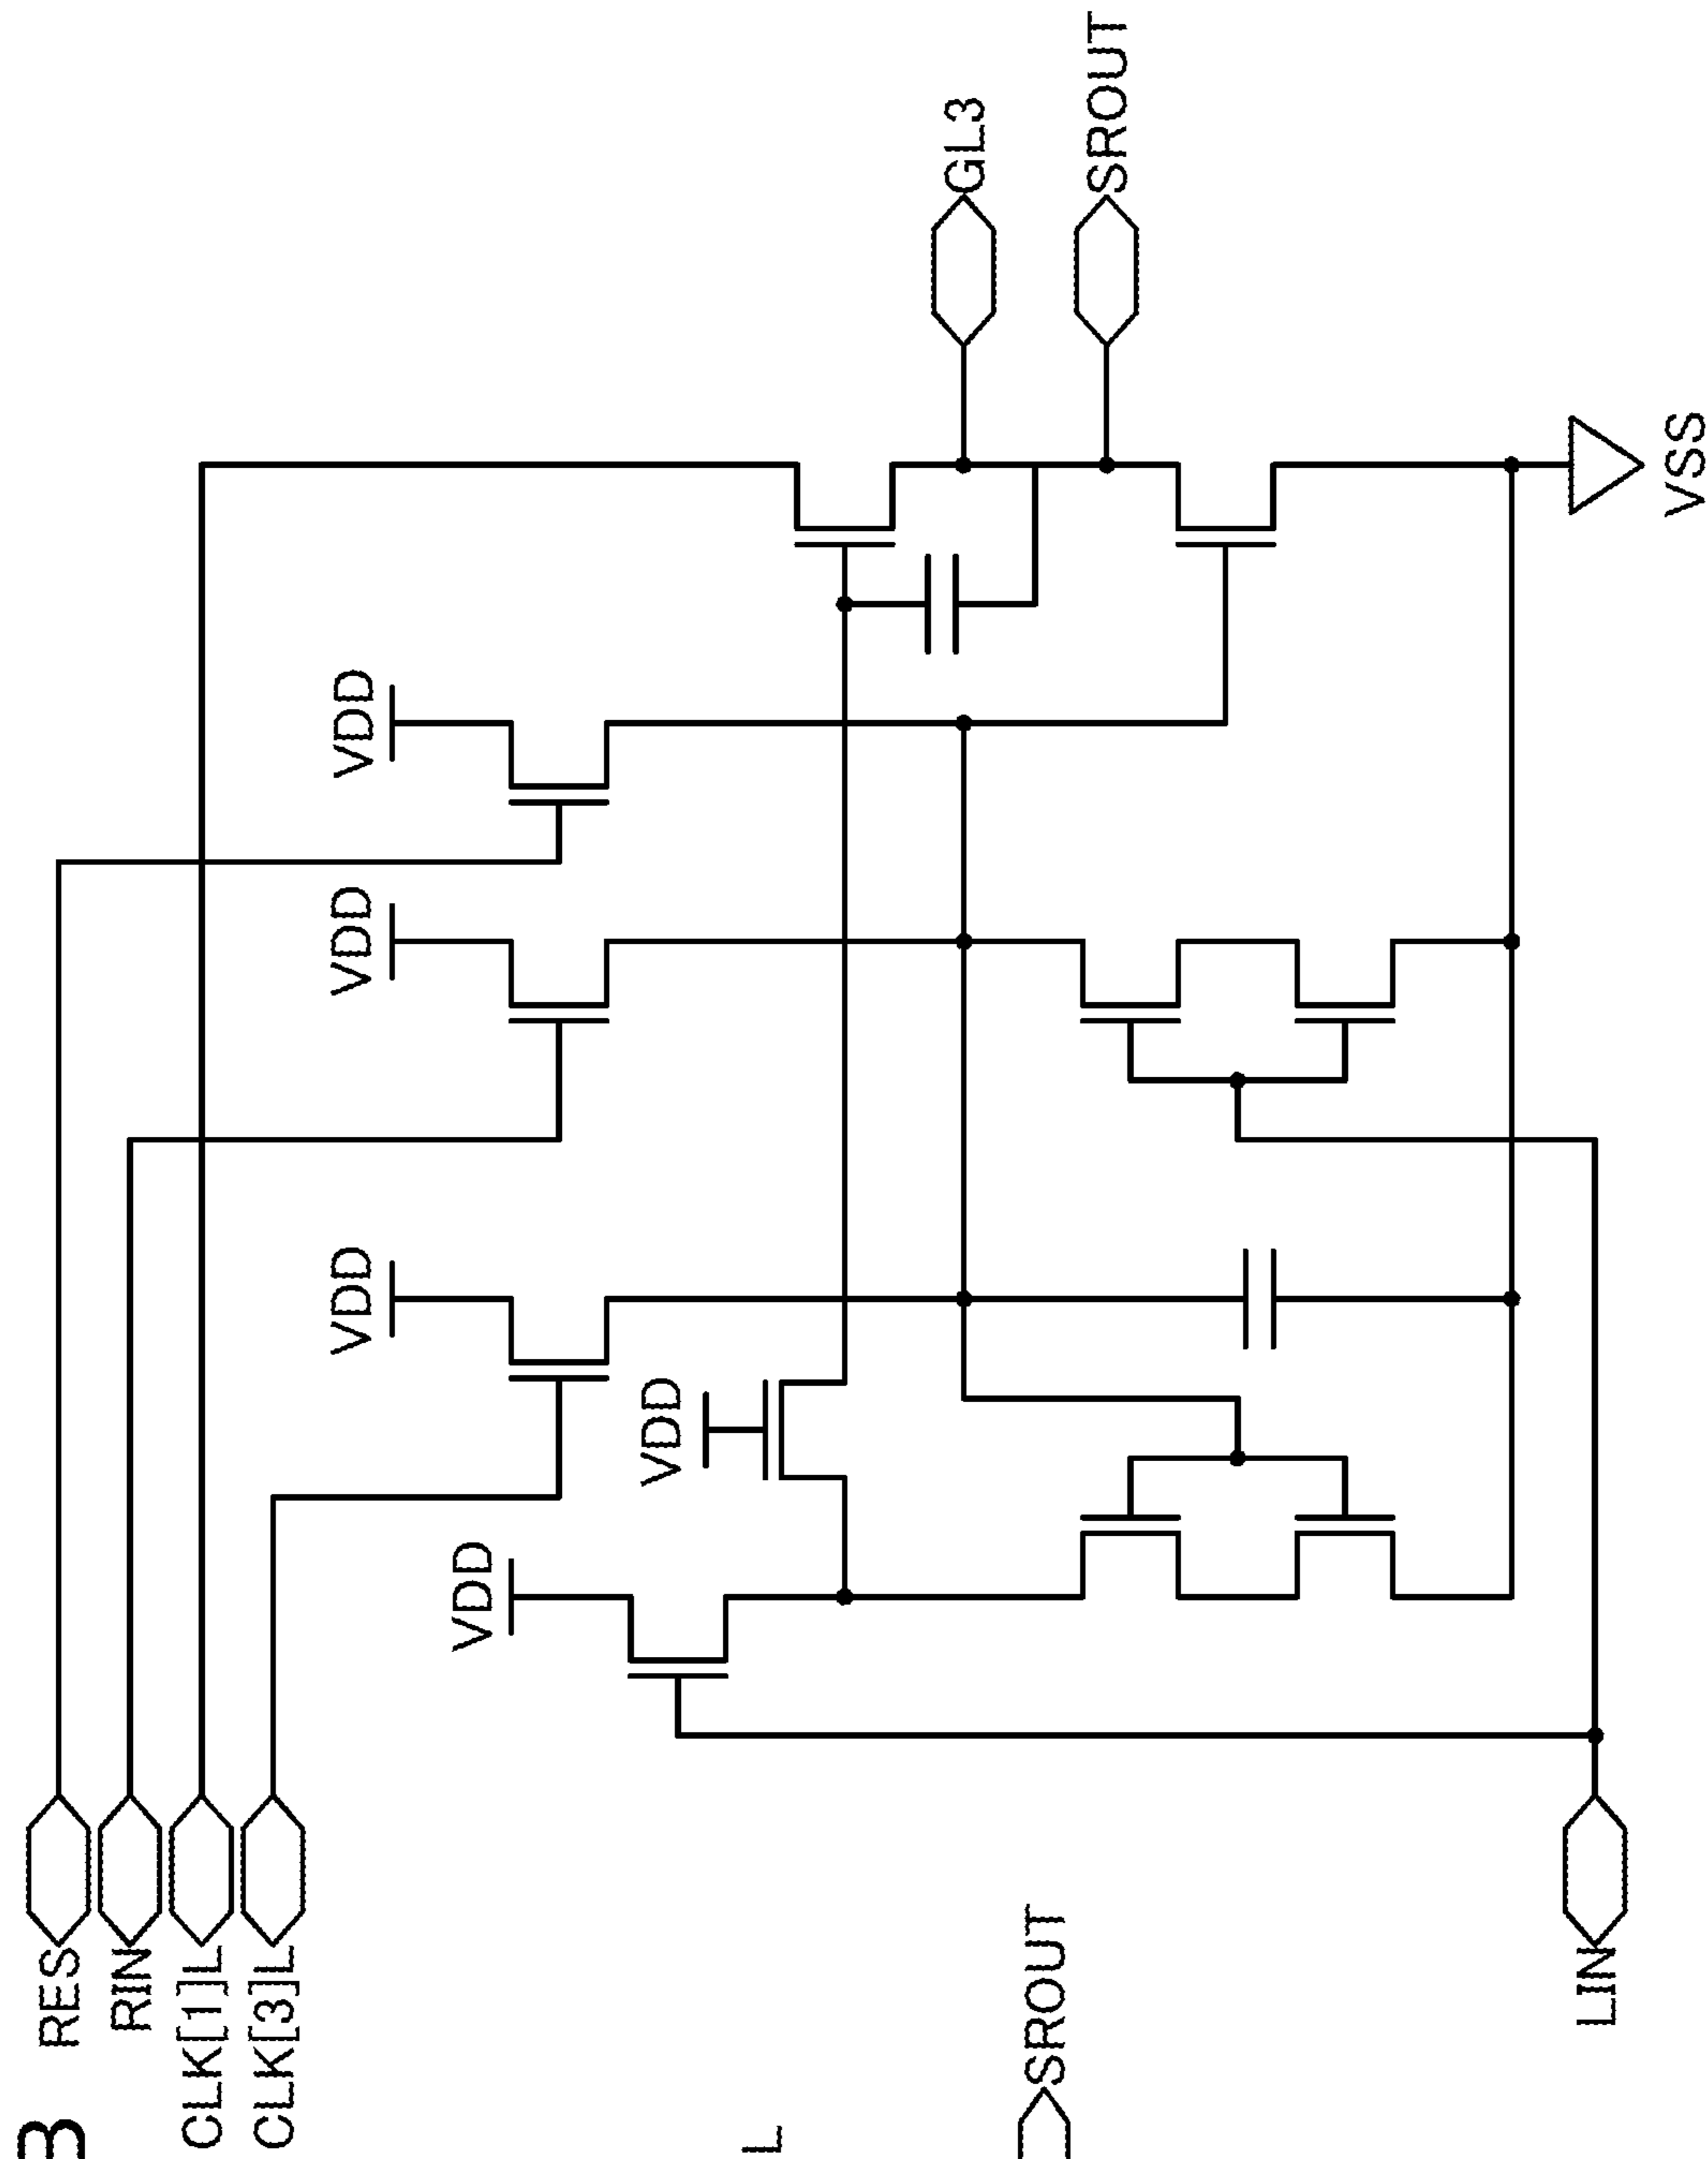 RES
RIN
CLK[1]L
CLK[3]L
VDD
VDD
VDD
VDD
VDD
L
GL3
SROUT
SROUT
LIN
VSS